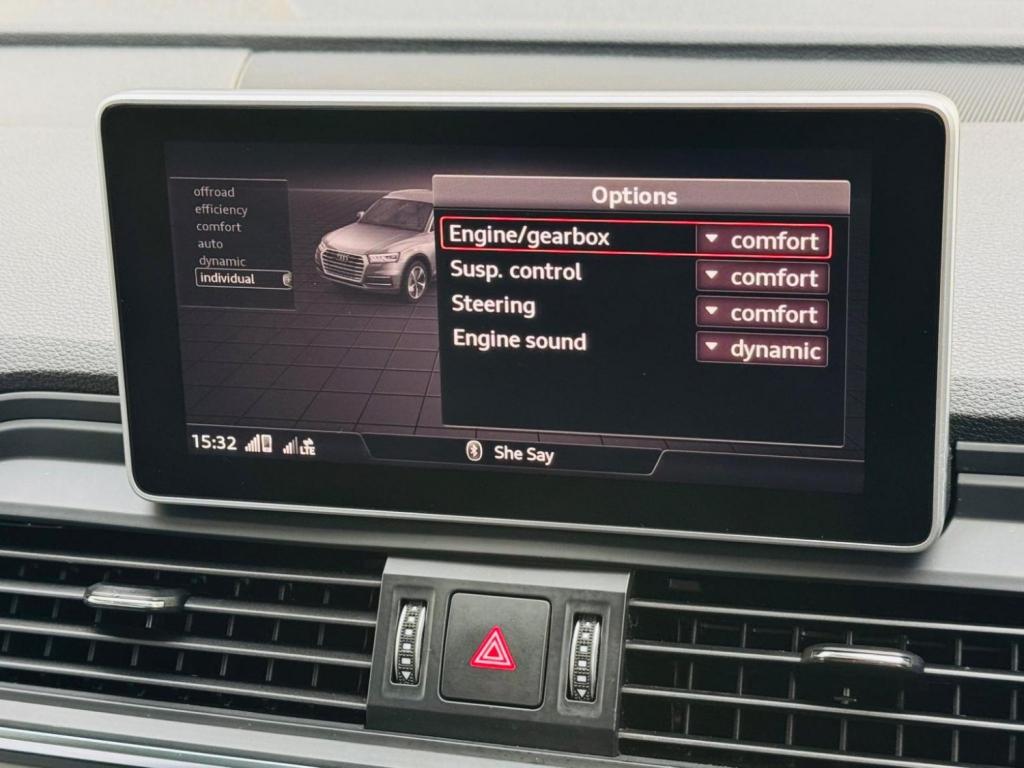 offroad
efficiency
comfort
auto
dynamic
individual
Options
Engine/gearbox comfort
Susp. control comfort
Steering comfort
Engine sound dynamic
15:32 LTE
She Say